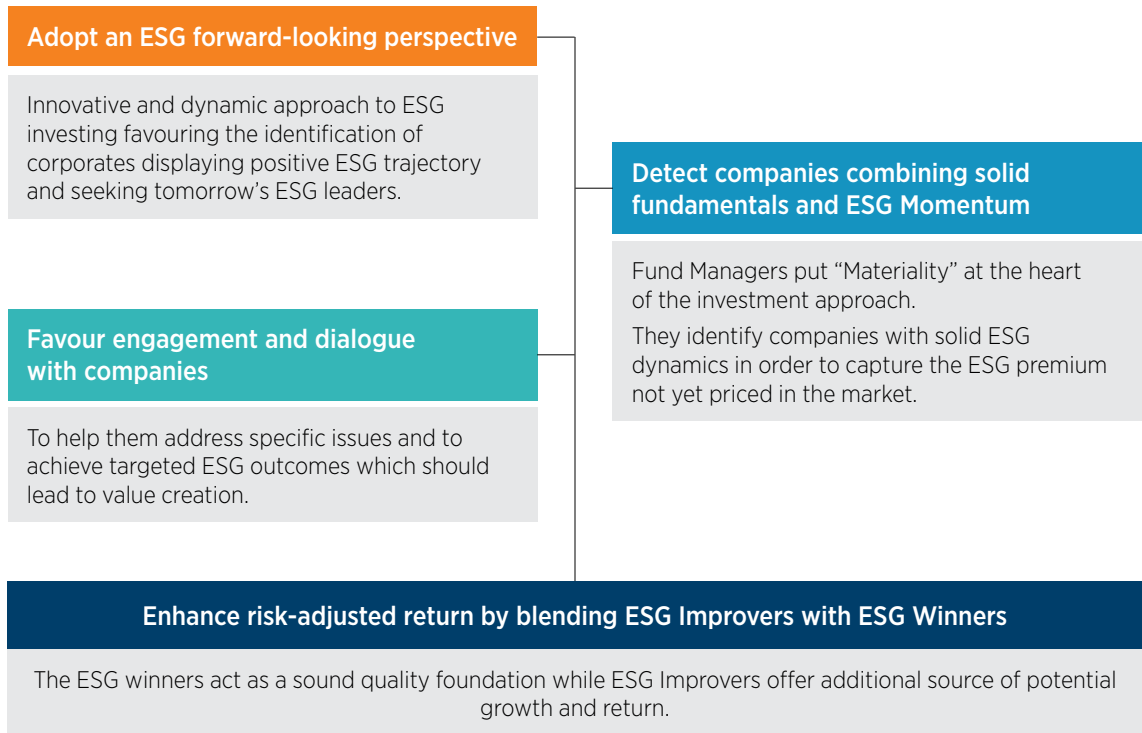 Adopt an ESG forward-looking perspective
Innovative and dynamic approach to ESG
investing favouring the identification of
corporates displaying positive ESG trajectory
and seeking tomorrow’s ESG leaders.
Detect companies combining solid
fundamentals and ESG Momentum
Fund Managers put “Materiality” at the heart
of the investment approach.
They identify companies with solid ESG
dynamics in order to capture the ESG premium
not yet priced in the market.
Favour engagement and dialogue
with companies
To help them address specific issues and to
achieve targeted ESG outcomes which should
lead to value creation.
Enhance risk-adjusted return by blending ESG Improvers with ESG Winners
The ESG winners act as a sound quality foundation while ESG Improvers offer additional source of potential
growth and return.